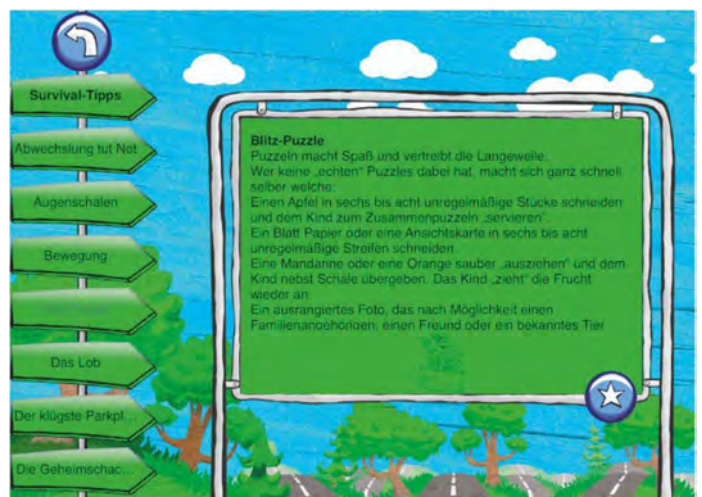 Survival-Tipps
Abwechslung tut Not
Augenschalen
Bewegung
Das Lob
Der klügste Parkpl...
Die Geheimschac...
Blitz-Puzzle
Puzzeln macht Spaß und vertreibt die Langeweile.
Wer keine „echten“ Puzzles dabei hat, macht sich ganz schnell
selber welche:
Einen Apfel in sechs bis acht unregelmäßige Stücke schneiden
und dem Kind zum Zusammenpuzzeln „servieren“.
Ein Blatt Papier oder eine Ansichtskarte in sechs bis acht
unregelmäßige Streifen schneiden.
Eine Mandarine oder eine Orange sauber „ausziehen“ und dem
Kind nebst Schale übergeben. Das Kind „zieht“ die Frucht
wieder an.
Ein ausrangiertes Foto, das nach Möglichkeit einen
Familienangehörigen, einen Freund oder ein bekanntes Tier